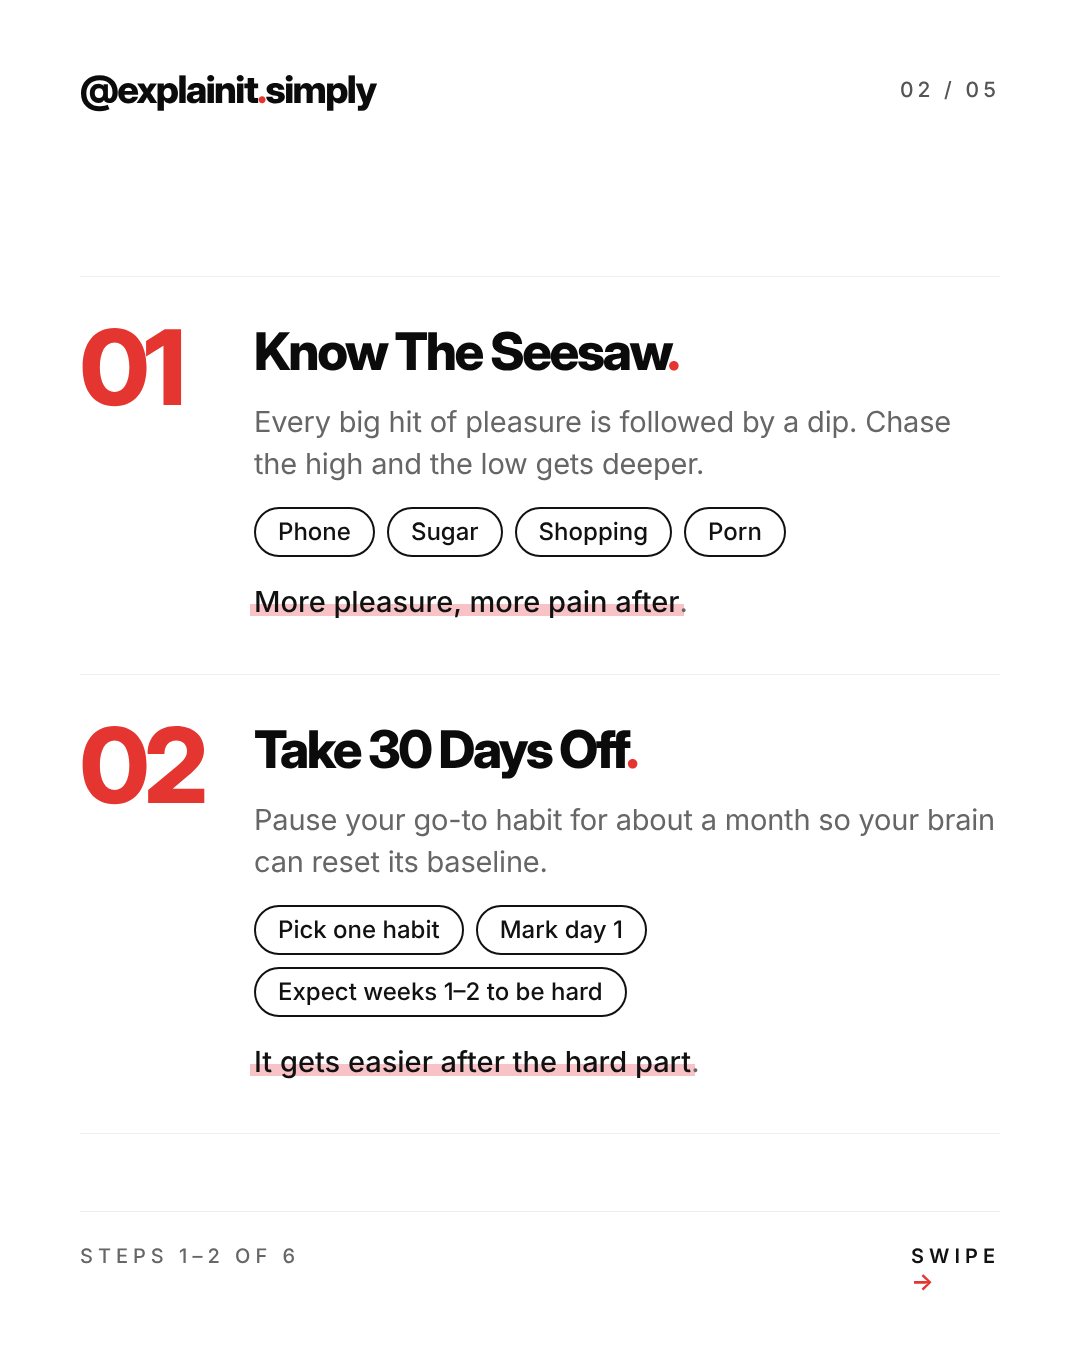 @explainit.simply
02 / 05
01
Know The Seesaw.
Every big hit of pleasure is followed by a dip. Chase
the high and the low gets deeper.
Phone Sugar Shopping Porn
More pleasure, more pain after.
02
Take 30 Days Off.
Pause your go-to habit for about a month so your brain
can reset its baseline.
Pick one habit Mark day 1
Expect weeks 1–2 to be hard
It gets easier after the hard part.
STEPS 1–2 OF 6
SWIPE
→